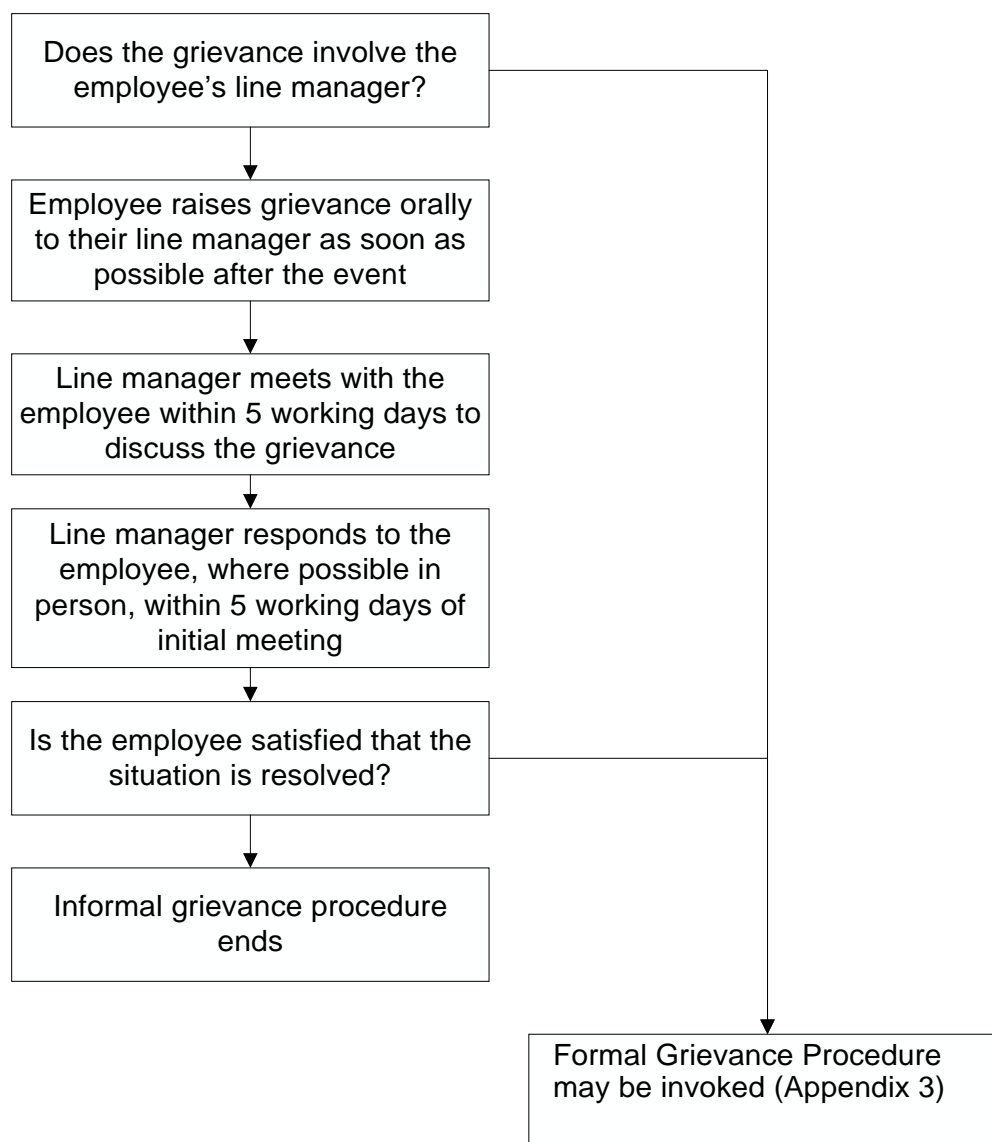 Does the grievance involve the
employee’s line manager?
Employee raises grievance orally
to their line manager as soon as
possible after the event
Line manager meets with the
employee within 5 working days to
discuss the grievance
Line manager responds to the
employee, where possible in
person, within 5 working days of
initial meeting
Is the employee satisfied that the
situation is resolved?
Informal grievance procedure
ends
Formal Grievance Procedure
may be invoked (Appendix 3)